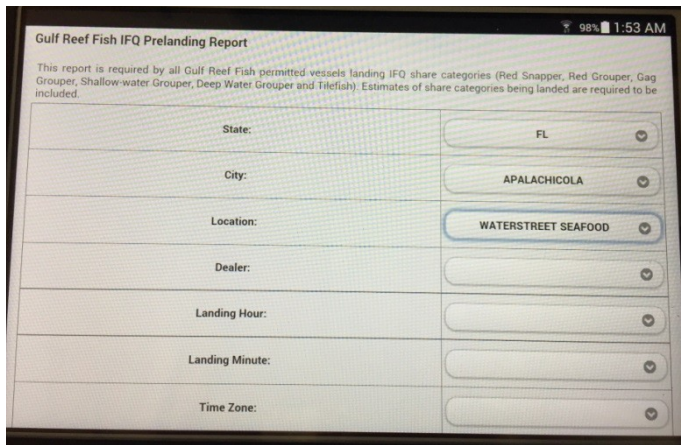 98% 1:53 AM
Gulf Reef Fish IFQ Prelanding Report
This report is required by all Gulf Reef Fish permitted vessels landing IFQ share categories (Red Snapper, Red Grouper, Gag
Grouper, Shallow-water Grouper, Deep Water Grouper and Tilefish). Estimates of share categories being landed are required to be
included.
State: FL
City: APALACHICOLA
Location: WATERSTREET SEAFOOD
Dealer:
Landing Hour:
Landing Minute:
Time Zone: